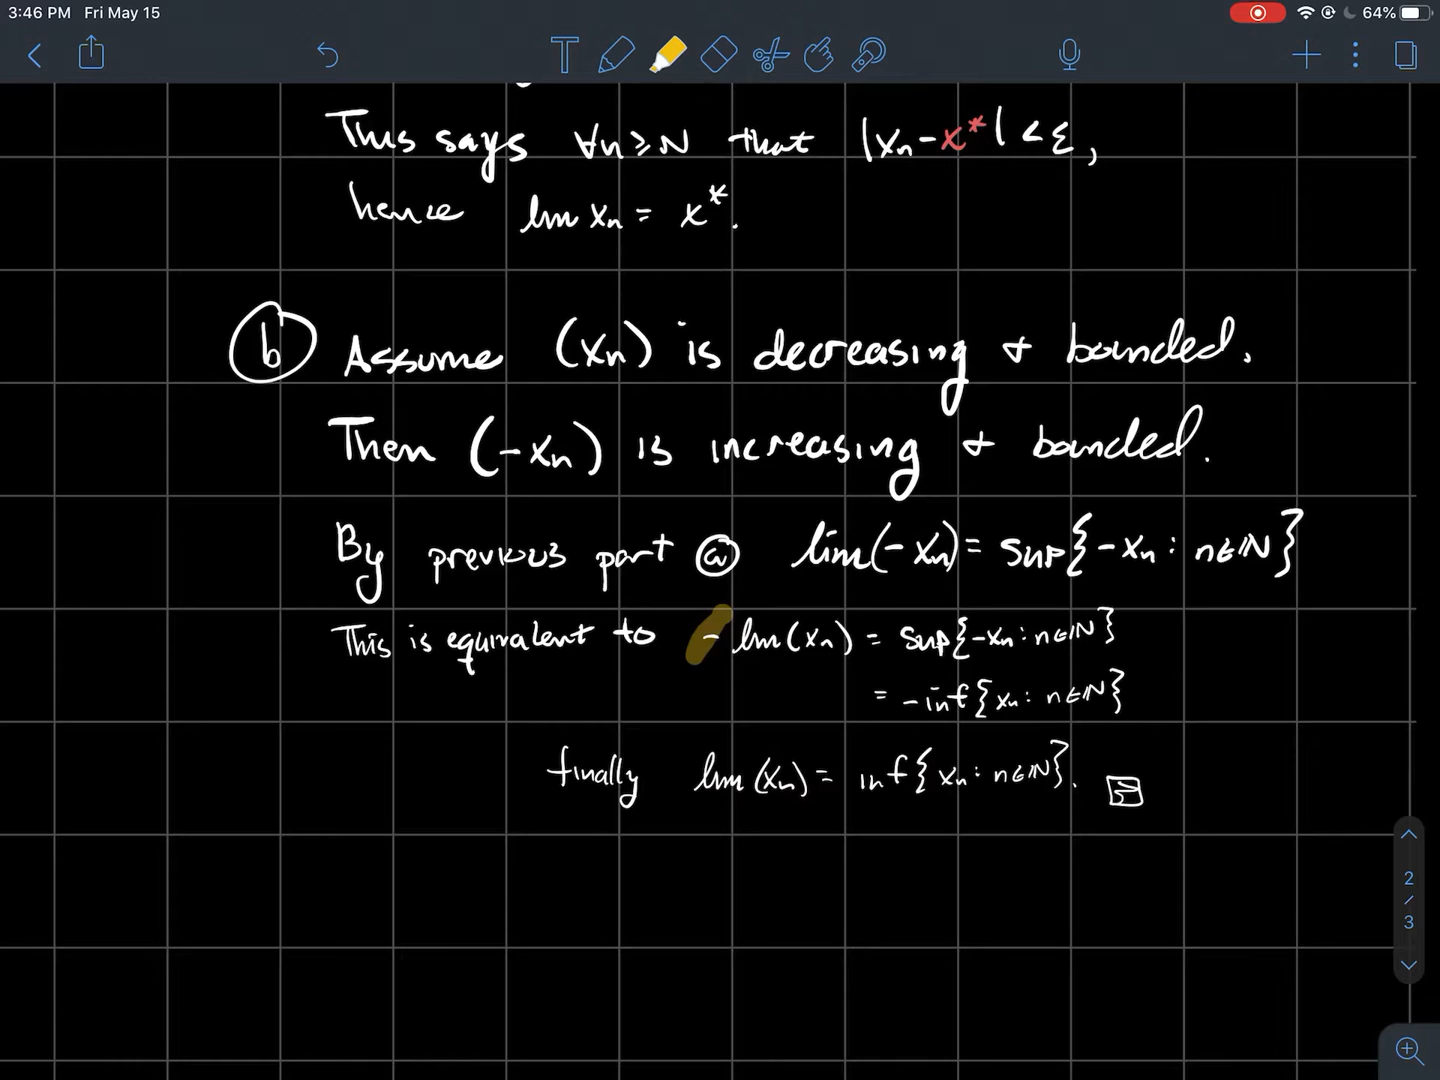 3:46 PM Fri May 15 64%
This says ∀n ≥ N that |xn - x*| < ε,
hence lim xn = x*.
(b) Assume (xn) is decreasing + bounded.
Then (-xn) is increasing + bounded.
By previous part (a) lim(-xn) = sup{-xn : n∈ℕ}
This is equivalent to - lim(xn) = sup{-xn : n∈ℕ}
= -inf{xn : n∈ℕ}
finally lim(xn) = inf{xn : n∈ℕ}.
2
/
3